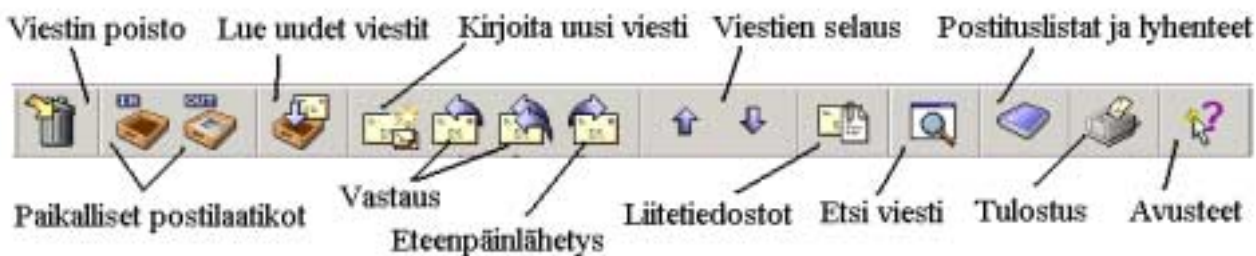 Viestin poisto
Lue uudet viestit
Kirjoita uusi viesti
Viestien selaus
Postituslistat ja lyhenteet
IN
OUT
Paikalliset postilaatikot
Vastaus
Eteenpäinlähetys
Liitetiedostot
Etsi viesti
Tulostus
Avusteet